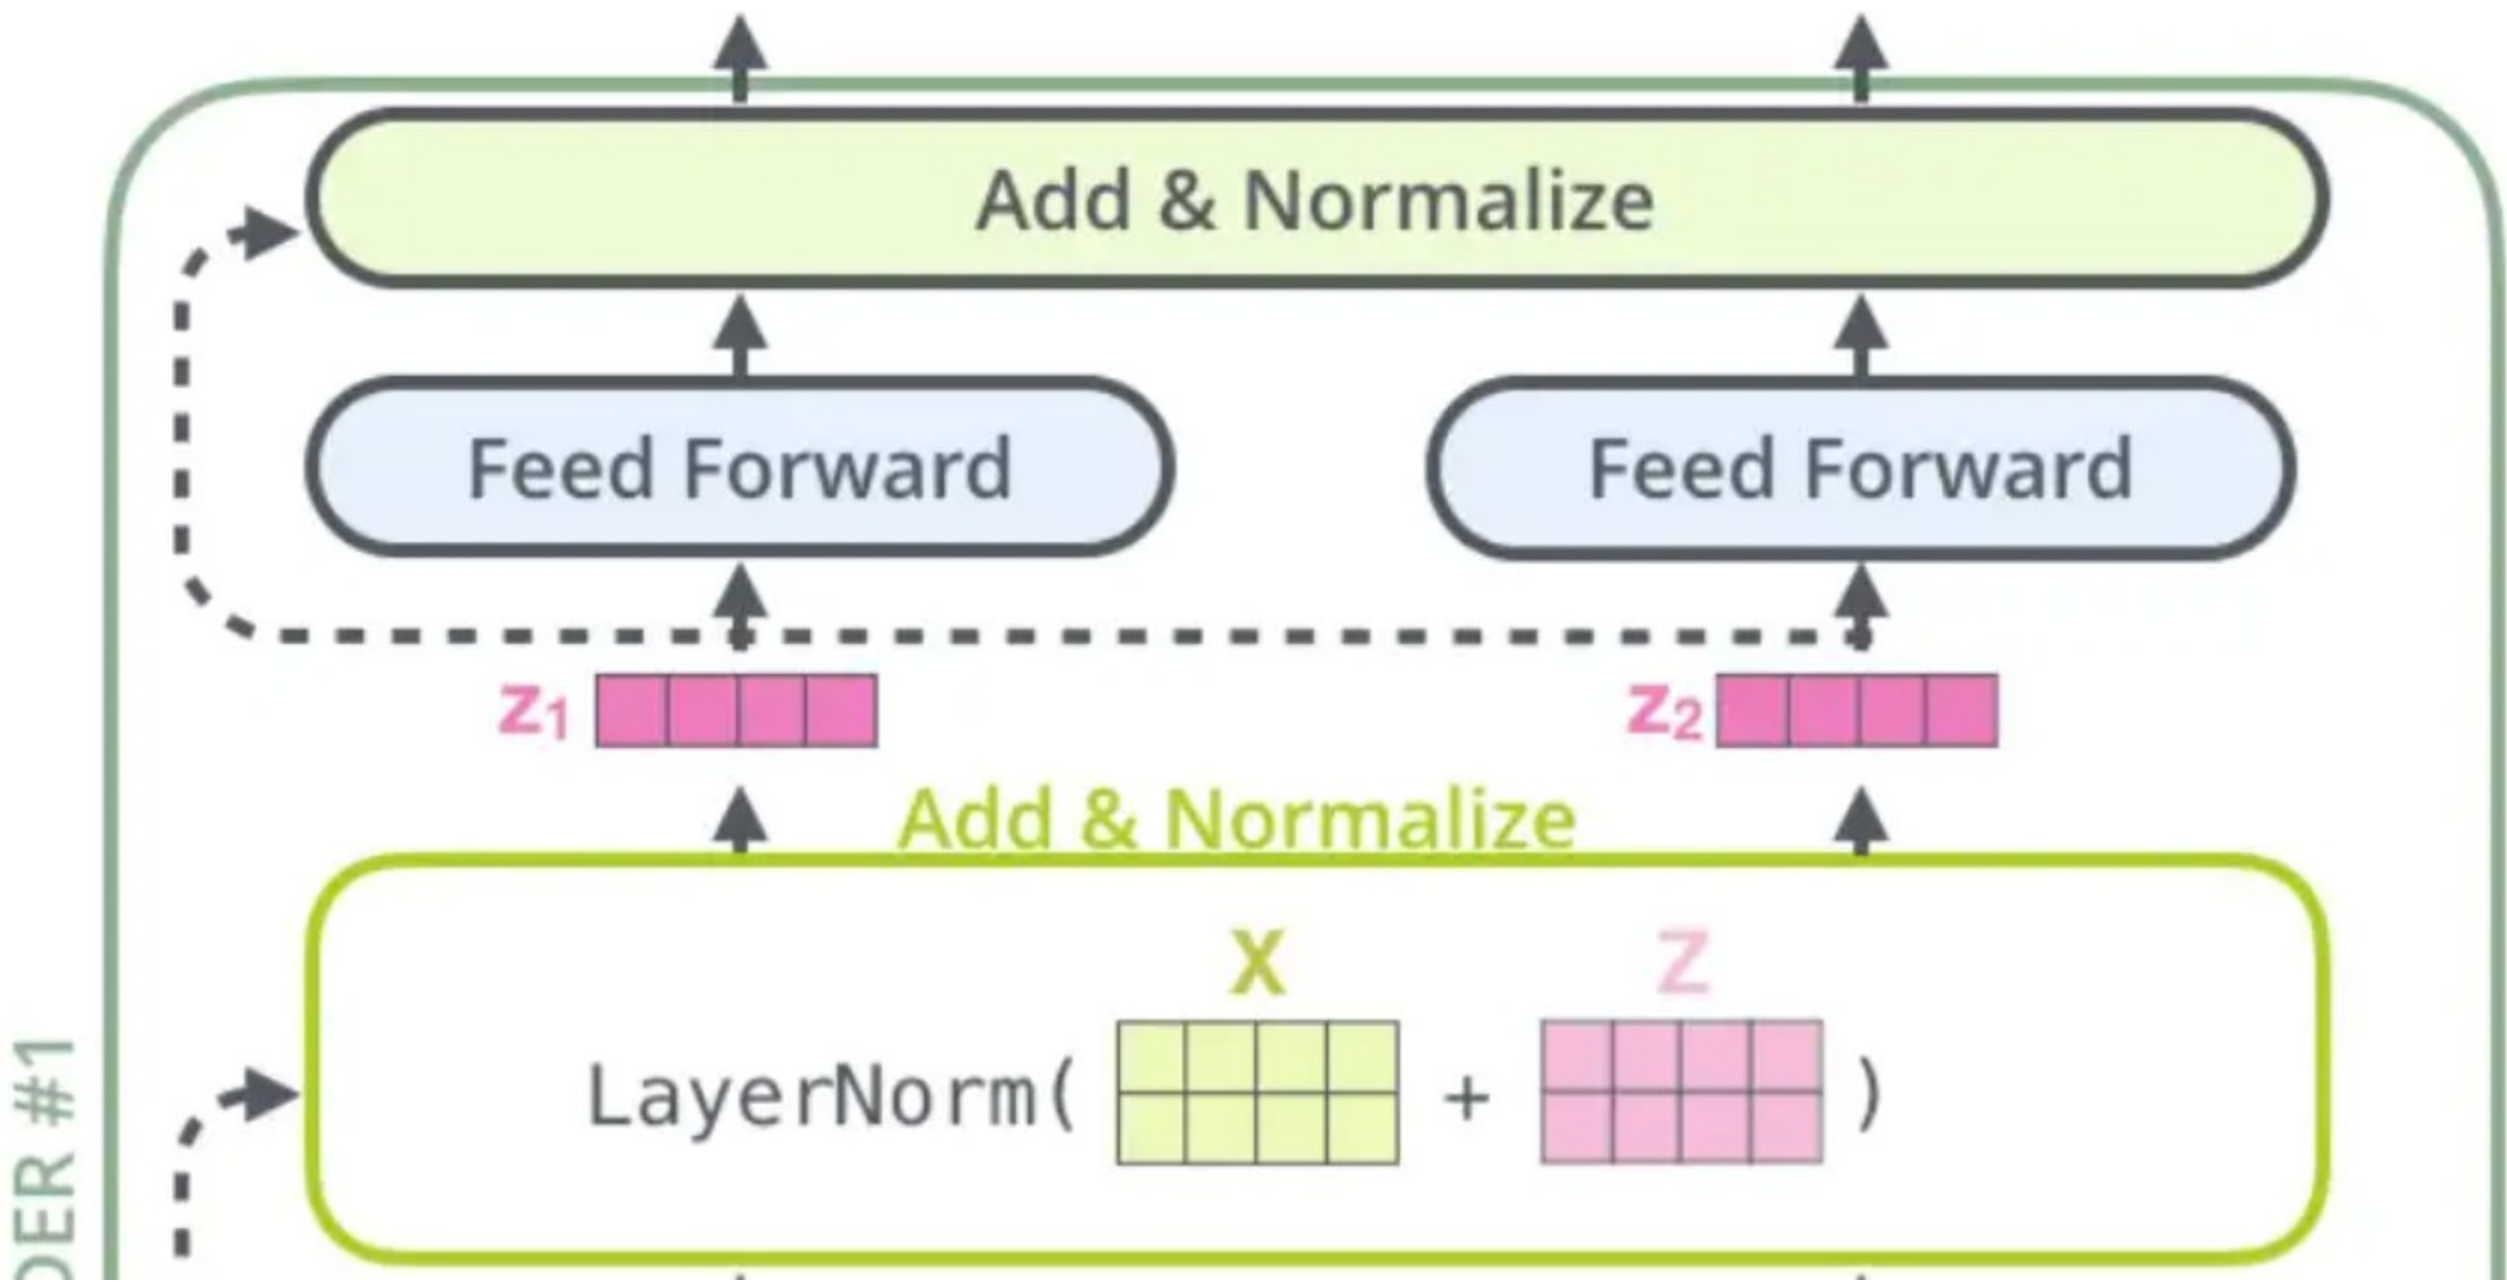 Add & Normalize
Feed Forward
Feed Forward
z1
z2
Add & Normalize
X
Z
LayerNorm( + )
DER #1